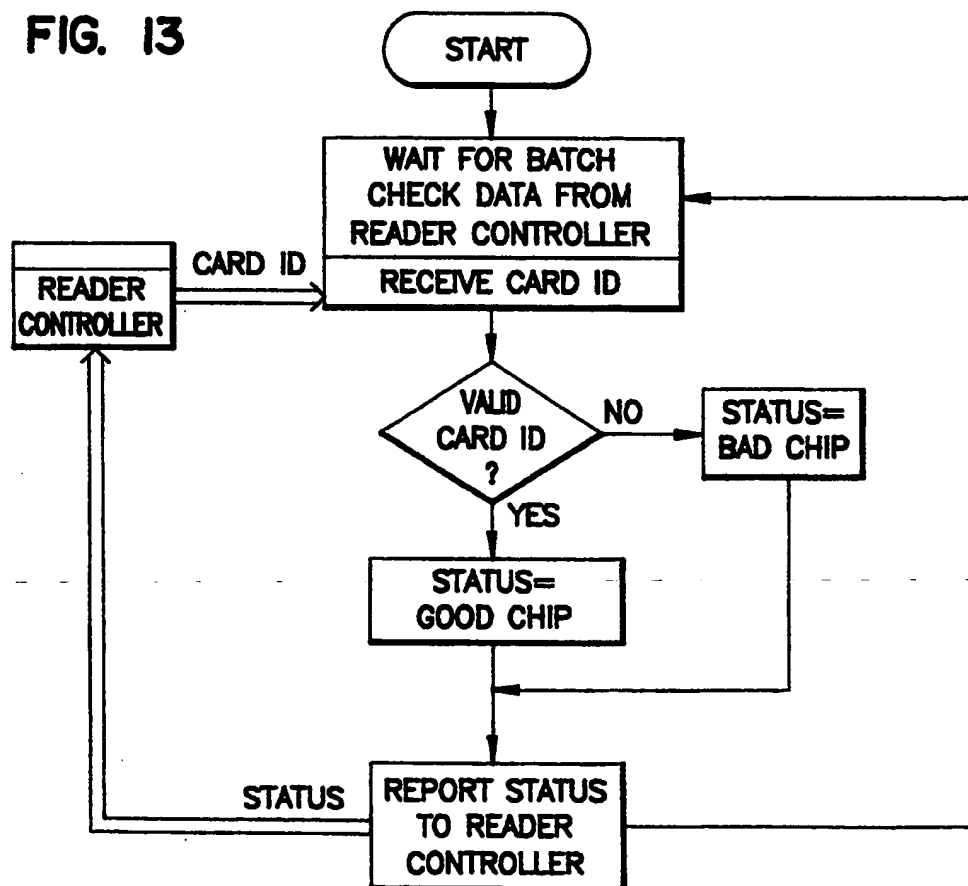 FIG. 13
START
WAIT FOR BATCH
CHECK DATA FROM
READER CONTROLLER
RECEIVE CARD ID
CARD ID
READER
CONTROLLER
VALID
CARD ID
?
NO
STATUS=
BAD CHIP
YES
STATUS=
GOOD CHIP
STATUS
REPORT STATUS
TO READER
CONTROLLER